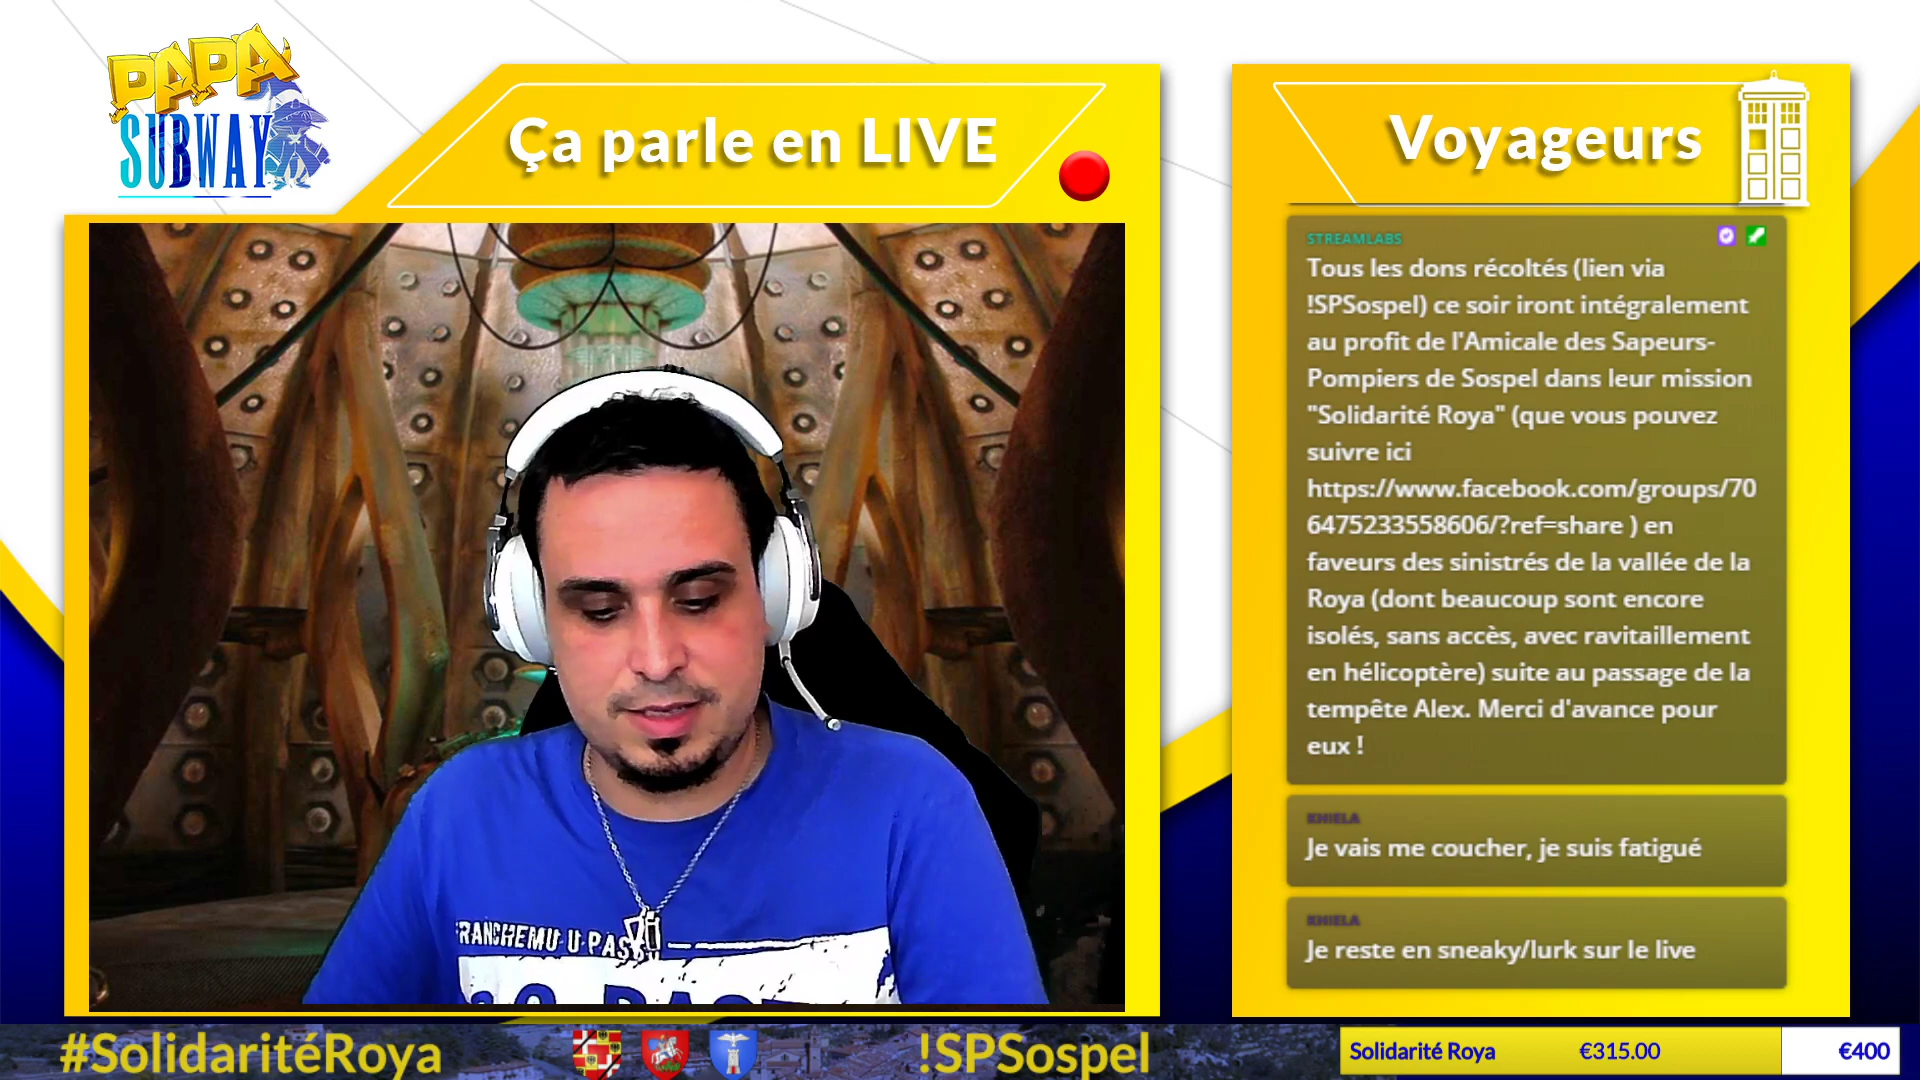 PAPA
SUBWAY
Ça parle en LIVE
Voyageurs
STREAMLABS
Tous les dons récoltés (lien via
!SPSospel) ce soir iront intégralement
au profit de l'Amicale des Sapeurs-
Pompiers de Sospel dans leur mission
"Solidarité Roya" (que vous pouvez
suivre ici
https://www.facebook.com/groups/70
6475233558606/?ref=share ) en
faveurs des sinistrés de la vallée de la
Roya (dont beaucoup sont encore
isolés, sans accès, avec ravitaillement
en hélicoptère) suite au passage de la
tempête Alex. Merci d'avance pour
eux !
KHIELA
Je vais me coucher, je suis fatigué
KHIELA
Je reste en sneaky/lurk sur le live
RANCHEMU U PAS
#SolidaritéRoya
!SPSospel
Solidarité Roya €315.00 €400